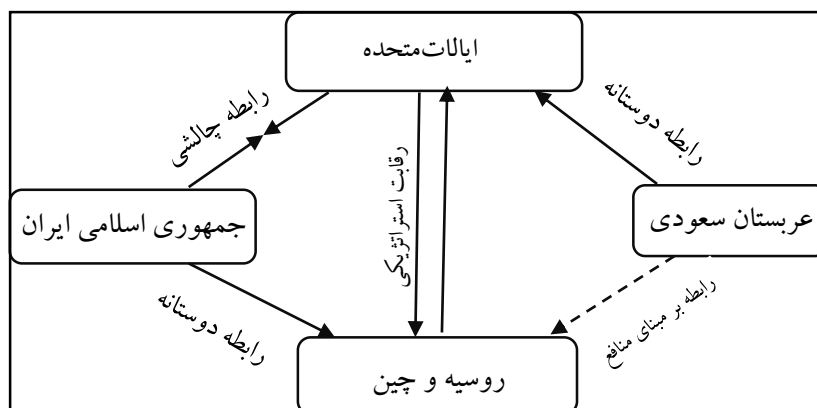 ایالات‌متحده
رابطه دوستانه
رابطه چالشی
رقابت استراتژیکی
عربستان سعودی
جمهوری اسلامی ایران
رابطه بر مبنای منافع
رابطه دوستانه
روسیه و چین